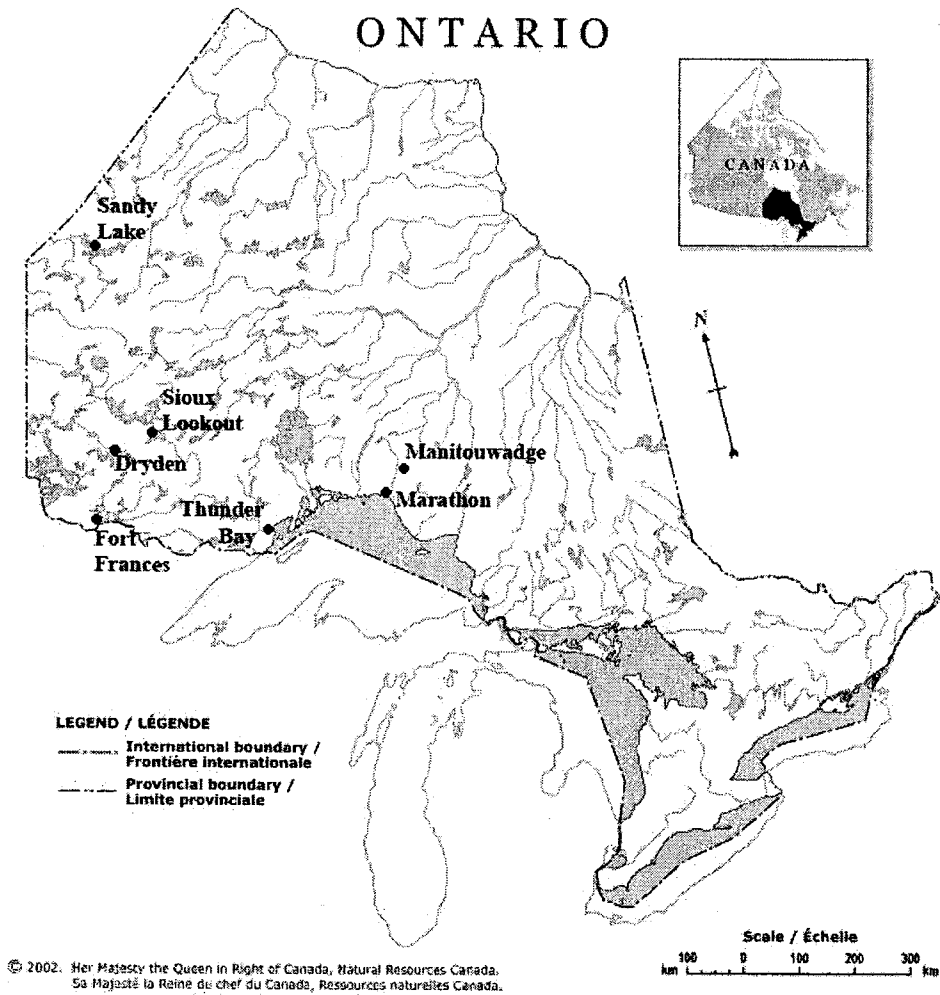 ONTARIO
CANADA
N
Sandy
Lake
Sioux
Lookout
Dryden
Manitouwadge
Marathon
Thunder
Bay
Fort
Frances
LEGEND / LÉGENDE
International boundary /
Frontière internationale
Provincial boundary /
Limite provinciale
Scale / Échelle
km 100 0 100 200 300 km
© 2002. Her Majesty the Queen in Right of Canada, Natural Resources Canada.
Sa Majesté la Reine du chef du Canada, Ressources naturelles Canada.